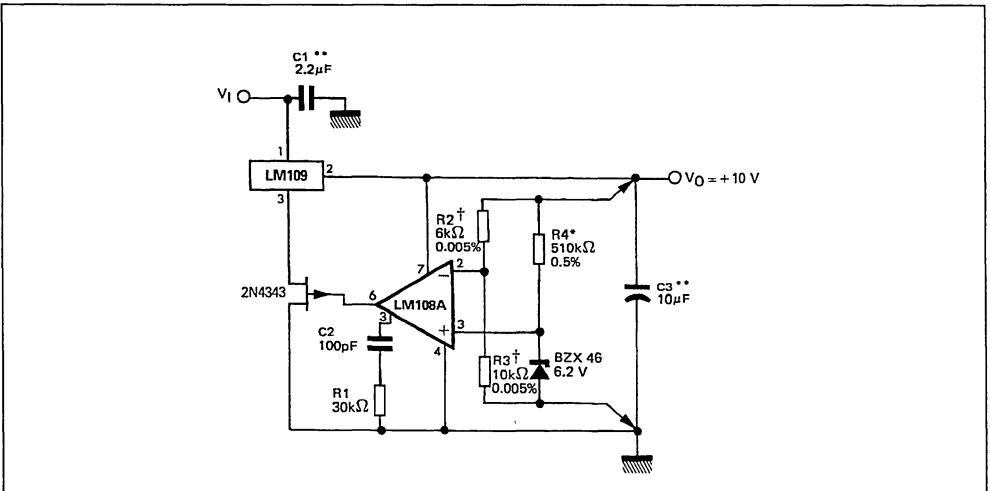 C1 **
2.2µF
VI
1
LM109
2
VO = +10 V
3
R2 †
6kΩ
0.005%
R4*
510kΩ
0.5%
7
2
−
2N4343
6
LM108A
C3 **
10µF
3
+
3
C2
100pF
4
BZX 46
6.2 V
R3 †
10kΩ
0.005%
R1
30kΩ